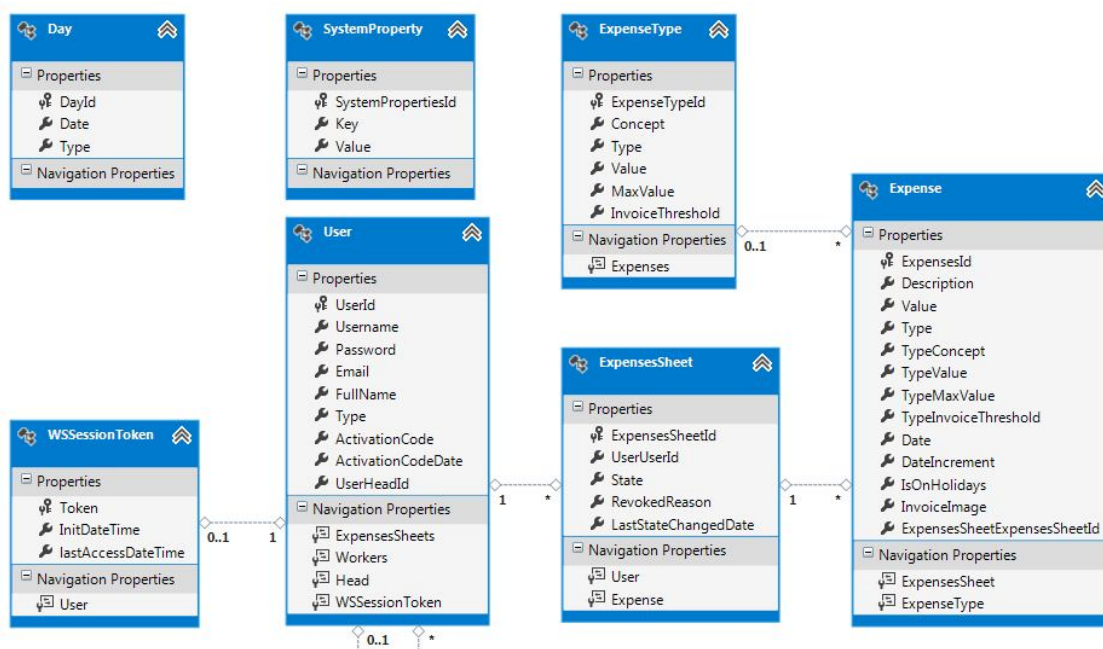 Day
Properties
DayId
Date
Type
Navigation Properties
SystemProperty
Properties
SystemPropertiesId
Key
Value
Navigation Properties
ExpenseType
Properties
ExpenseTypeId
Concept
Type
Value
MaxValue
InvoiceThreshold
Navigation Properties
Expenses
0..1
*
Expense
Properties
ExpensesId
Description
Value
Type
TypeConcept
TypeValue
TypeMaxValue
TypeInvoiceThreshold
Date
DateIncrement
IsOnHolidays
InvoiceImage
ExpensesSheetExpensesSheetId
Navigation Properties
ExpensesSheet
ExpenseType
User
Properties
UserId
Username
Password
Email
FullName
Type
ActivationCode
ActivationCodeDate
UserHeadId
Navigation Properties
ExpensesSheets
Workers
Head
WSSessionToken
0..1
*
1
*
ExpensesSheet
Properties
ExpensesSheetId
UserUserId
State
RevokedReason
LastStateChangedDate
Navigation Properties
User
Expense
1
*
WSSessionToken
Properties
Token
InitDateTime
lastAccessDateTime
Navigation Properties
User
0..1
1